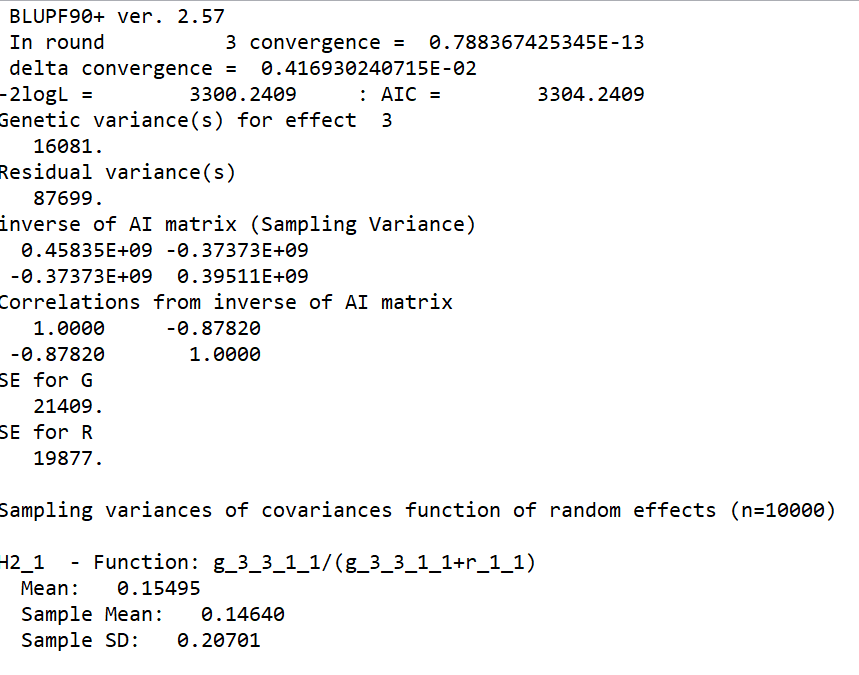 BLUPF90+ ver. 2.57
In round 3 convergence = 0.788367425345E-13
delta convergence = 0.416930240715E-02
-2logL = 3300.2409 : AIC = 3304.2409
Genetic variance(s) for effect 3
16081.
Residual variance(s)
87699.
inverse of AI matrix (Sampling Variance)
0.45835E+09 -0.37373E+09
-0.37373E+09 0.39511E+09
Correlations from inverse of AI matrix
1.0000 -0.87820
-0.87820 1.0000
SE for G
21409.
SE for R
19877.
Sampling variances of covariances function of random effects (n=10000)
H2_1 - Function: g_3_3_1_1/(g_3_3_1_1+r_1_1)
Mean: 0.15495
Sample Mean: 0.14640
Sample SD: 0.20701